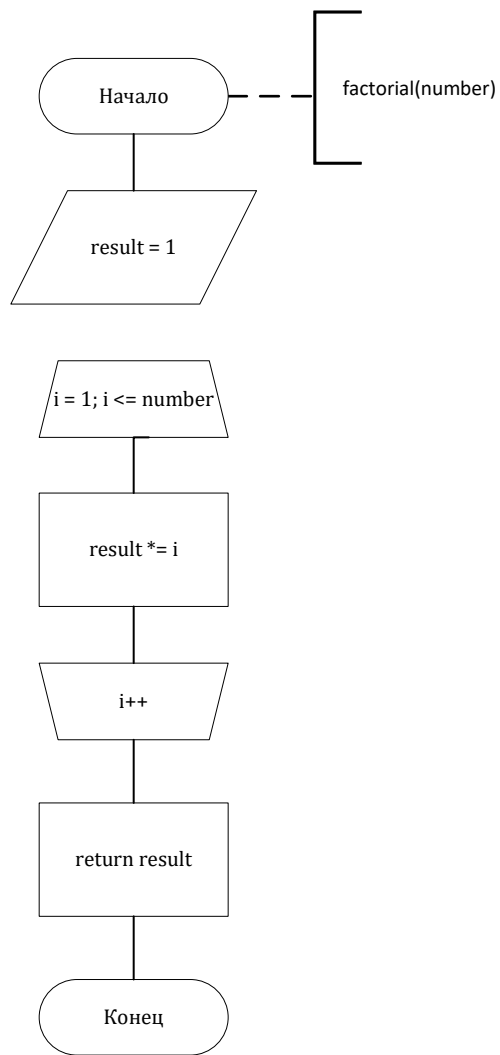 Начало
factorial(number)
result = 1
i = 1; i <= number
result *= i
i++
return result
Конец